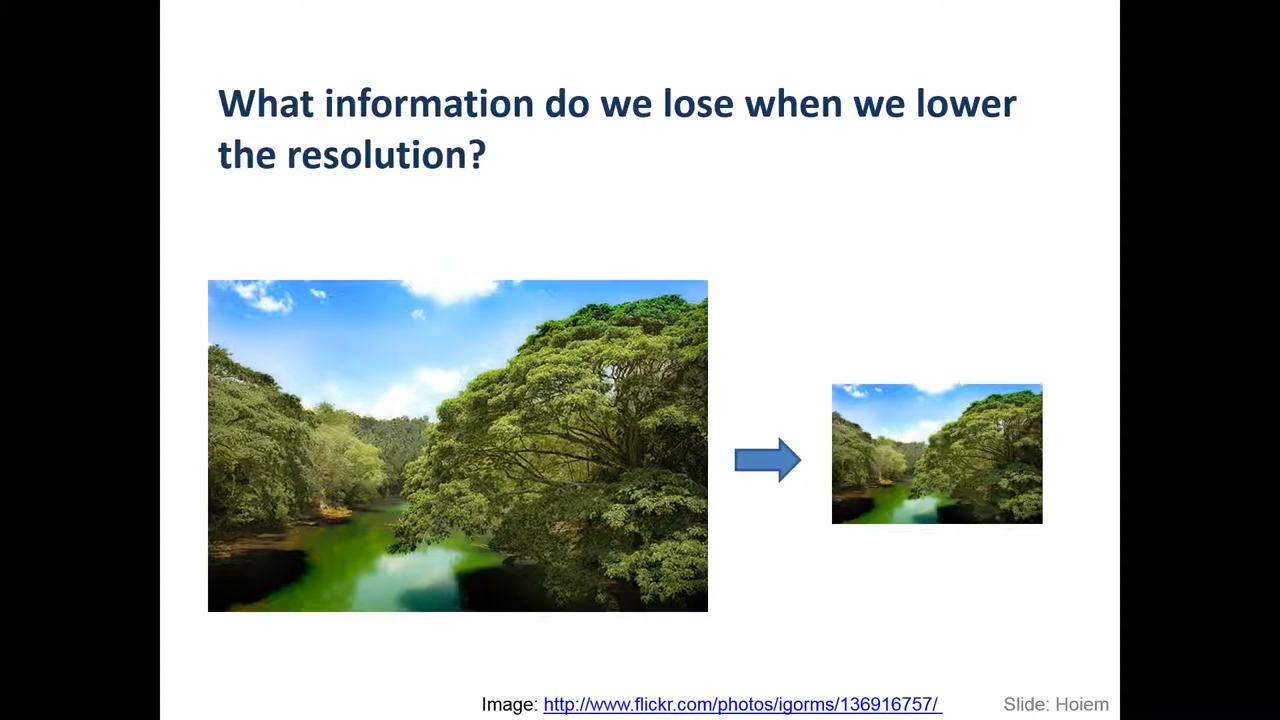 What information do we lose when we lower
the resolution?
Image: http://www.flickr.com/photos/igorms/136916757/
Slide: Hoiem